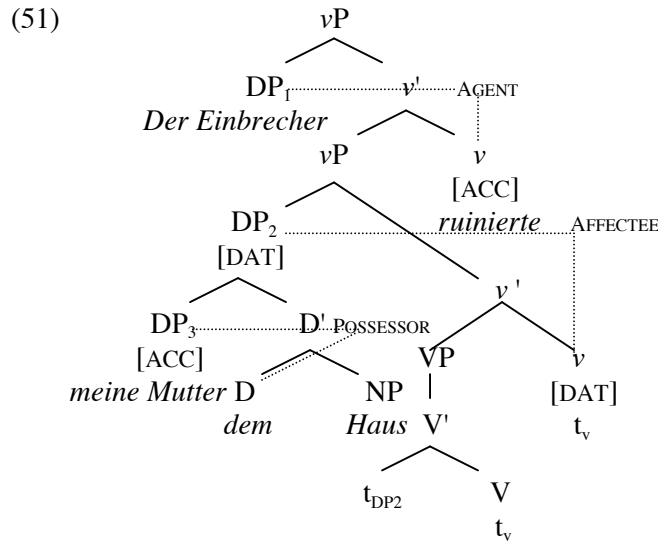 (51) vP
DP1 v' AGENT
Der Einbrecher
vP v
[ACC]
DP2 ruinierte AFFECTEE
[DAT]
v '
DP3 D' POSSESSOR
[ACC] VP v
meine Mutter D NP [DAT]
dem Haus V' tv
tDP2 V
tv